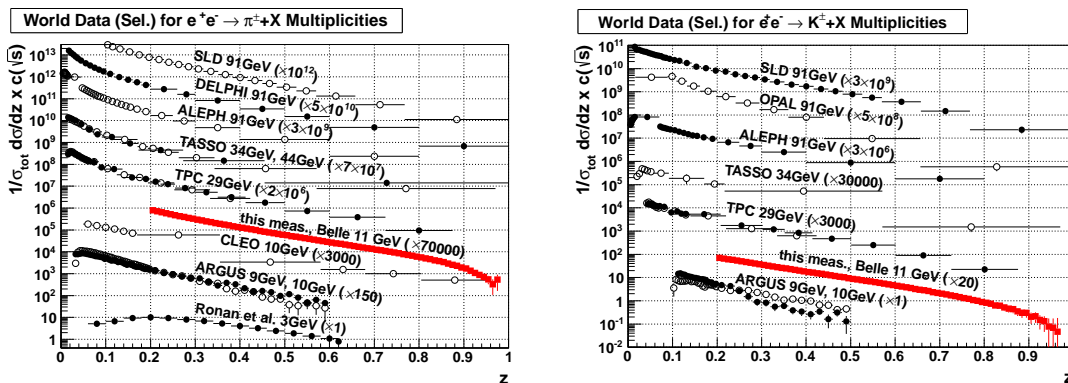 World Data (Sel.) for e⁺e⁻ → π±+X Multiplicities
1/σtot dσ/dz x c(√s)
10¹³
10¹²
10¹¹
10¹⁰
10⁹
10⁸
10⁷
10⁶
10⁵
10⁴
10³
10²
10
1
SLD 91GeV (×10¹²)
DELPHI 91GeV (×5×10¹⁰)
ALEPH 91GeV (×3×10⁹)
TASSO 34GeV, 44GeV (×7×10⁷)
TPC 29GeV (×2×10⁶)
this meas., Belle 11 GeV (×70000)
CLEO 10GeV (×3000)
ARGUS 9GeV, 10GeV (×150)
Ronan et al. 3GeV (×1)
0 0.1 0.2 0.3 0.4 0.5 0.6 0.7 0.8 0.9 1
z
World Data (Sel.) for e⁺e⁻ → K±+X Multiplicities
1/σtot dσ/dz x c(√s)
10¹¹
10¹⁰
10⁹
10⁸
10⁷
10⁶
10⁵
10⁴
10³
10²
10
1
10⁻¹
SLD 91GeV (×3×10⁹)
OPAL 91GeV (×5×10⁸)
ALEPH 91GeV (×3×10⁶)
TASSO 34GeV (×30000)
TPC 29GeV (×3000)
this meas., Belle 11 GeV (×20)
ARGUS 9GeV, 10GeV (×1)
0 0.1 0.2 0.3 0.4 0.5 0.6 0.7 0.8 0.9 1
z